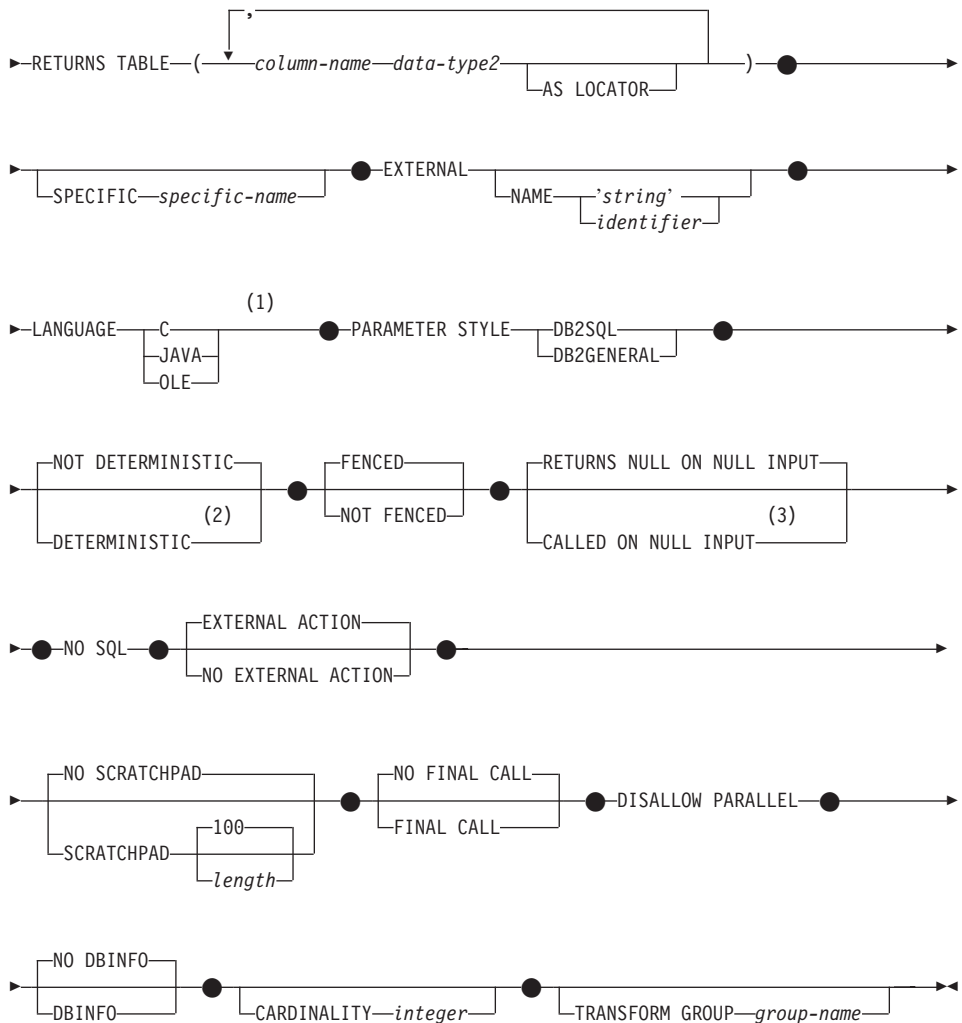 ,
RETURNS TABLE ( column-name data-type2 )
AS LOCATOR
EXTERNAL
SPECIFIC specific-name NAME 'string'
identifier
(1)
LANGUAGE C PARAMETER STYLE DB2SQL
JAVA DB2GENERAL
OLE
NOT DETERMINISTIC FENCED RETURNS NULL ON NULL INPUT
(2) NOT FENCED (3)
DETERMINISTIC CALLED ON NULL INPUT
EXTERNAL ACTION
NO SQL
NO EXTERNAL ACTION
NO SCRATCHPAD NO FINAL CALL
DISALLOW PARALLEL
100 FINAL CALL
SCRATCHPAD
length
NO DBINFO
DBINFO CARDINALITY integer TRANSFORM GROUP group-name